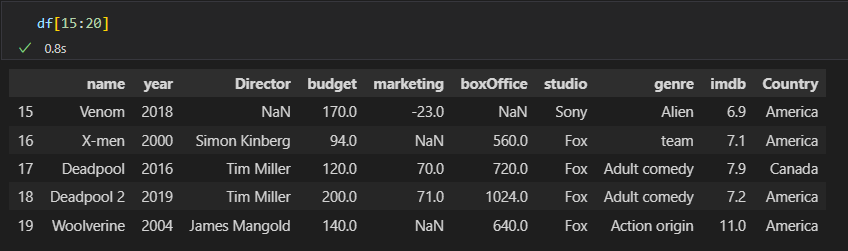 df[15:20]
0.8s
name year Director budget marketing boxOffice studio genre imdb Country
15 Venom 2018 NaN 170.0 -23.0 NaN Sony Alien 6.9 America
16 X-men 2000 Simon Kinberg 94.0 NaN 560.0 Fox team 7.1 America
17 Deadpool 2016 Tim Miller 120.0 70.0 720.0 Fox Adult comedy 7.9 Canada
18 Deadpool 2 2019 Tim Miller 200.0 71.0 1024.0 Fox Adult comedy 7.2 America
19 Woolverine 2004 James Mangold 140.0 NaN 640.0 Fox Action origin 11.0 America